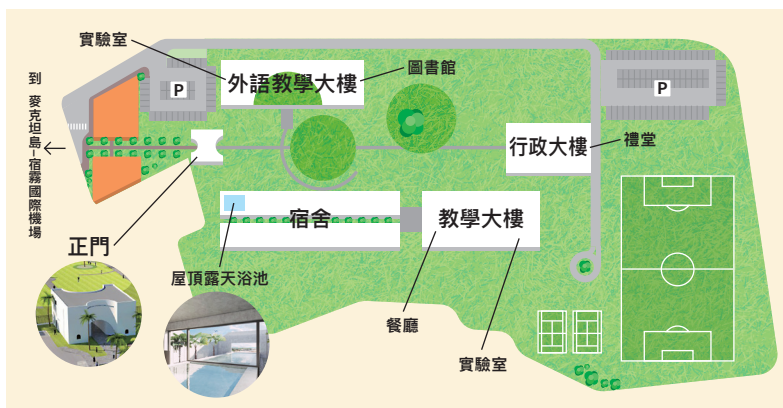 實驗室
外語教學大樓
圖書館
P
P
到 麥克坦島-宿霧國際機場
行政大樓
禮堂
宿舍
教學大樓
正門
屋頂露天浴池
餐廳
實驗室